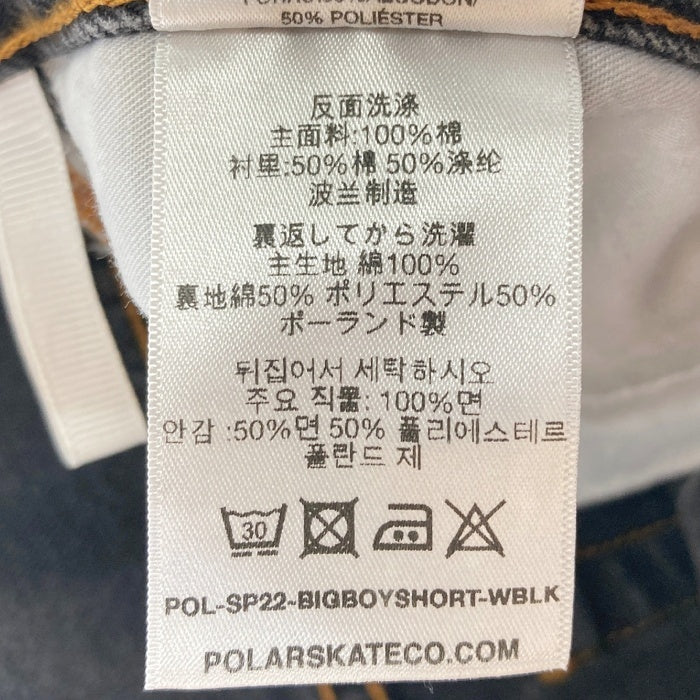 50% POLIÉSTER
反面洗涤
主面料:100%棉
衬里:50%棉 50%涤纶
波兰制造
裏返してから洗濯
主生地 綿100%
裏地綿50% ポリエステル50%
ポーランド製
뒤집어서 세탁하시오
주요 직물: 100%면
안감 :50%면 50% 폴리에스테르
폴란드 제
30
POL-SP22-BIGBOYSHORT-WBLK
POLARSKATECO.COM